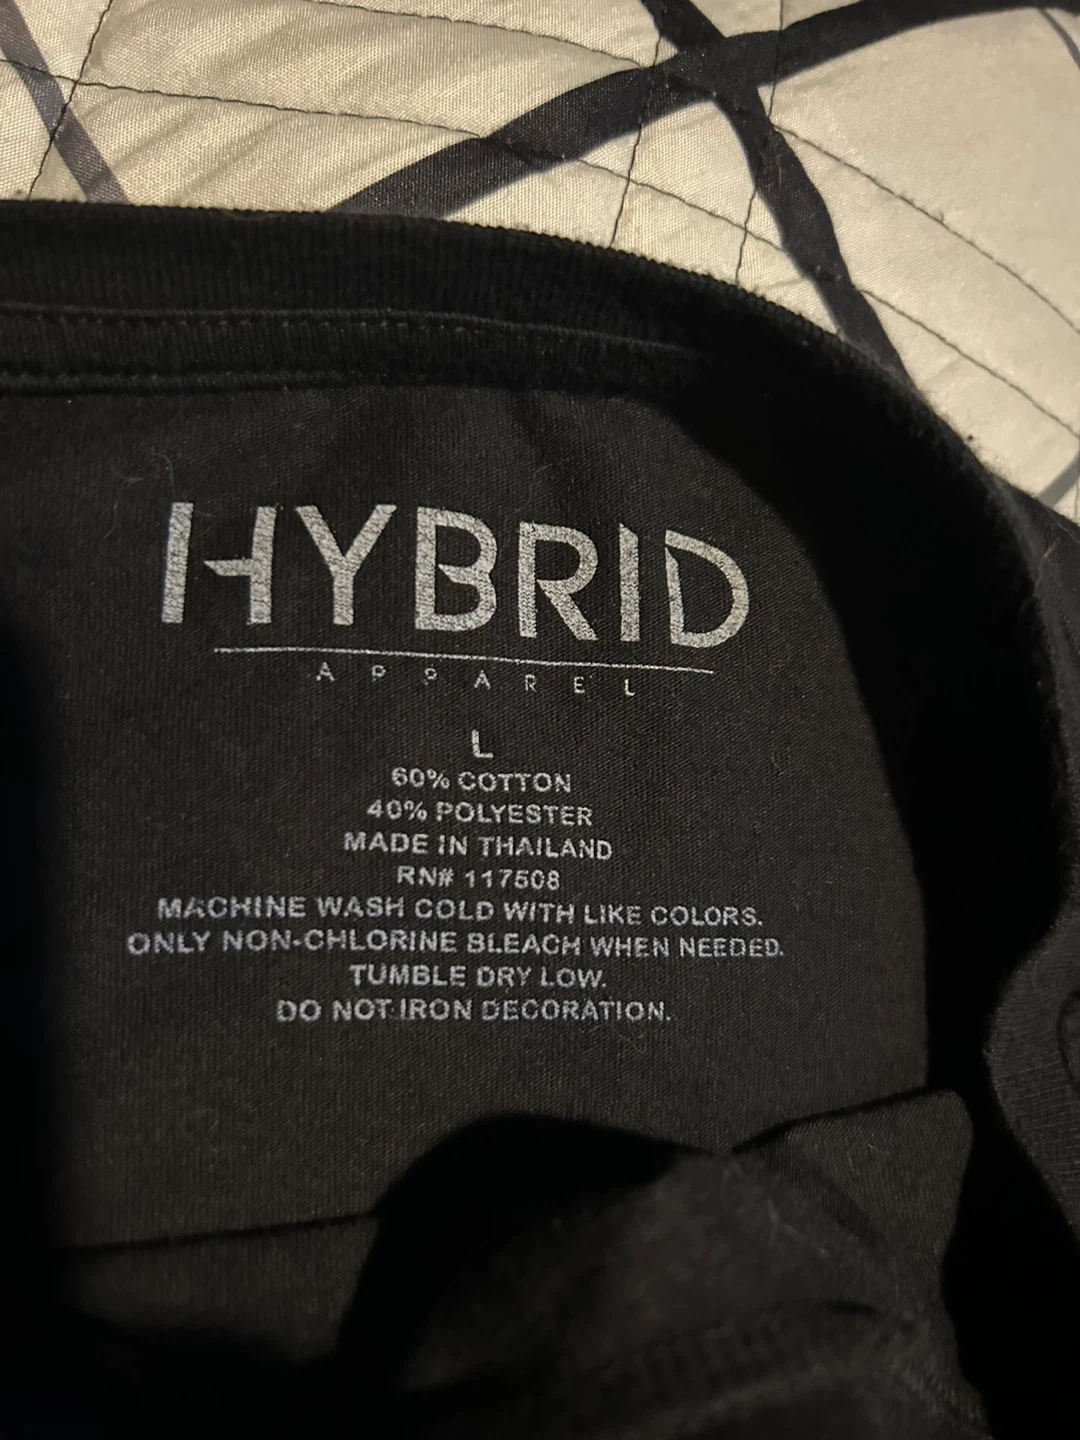 HYBRID
APPAREL
L
60% COTTON
40% POLYESTER
MADE IN THAILAND
RN# 117508
MACHINE WASH COLD WITH LIKE COLORS.
ONLY NON-CHLORINE BLEACH WHEN NEEDED.
TUMBLE DRY LOW.
DO NOT IRON DECORATION.